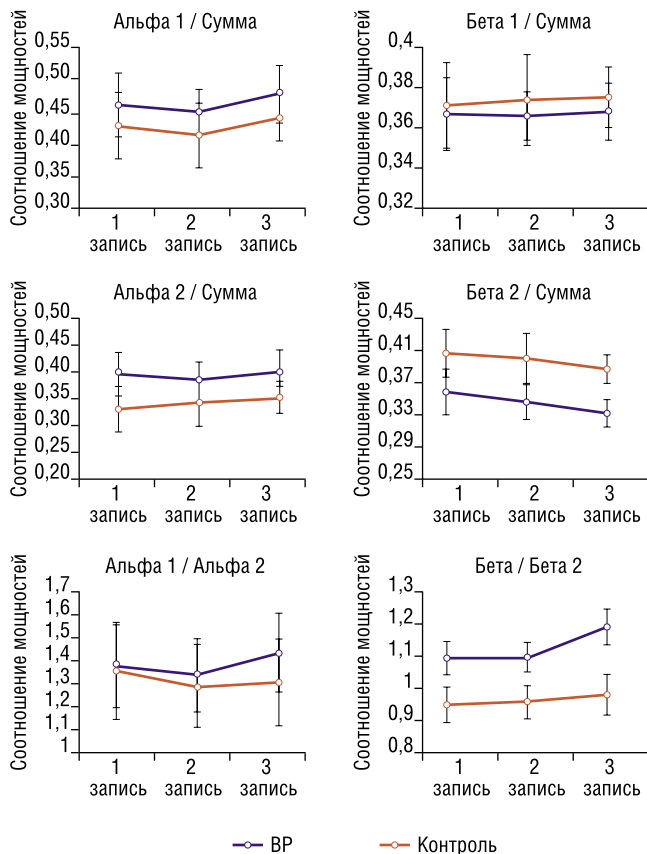 Альфа 1 / Сумма
Соотношение мощностей
0,55
0,50
0,45
0,40
0,35
0,30
1 запись
2 запись
3 запись
Бета 1 / Сумма
Соотношение мощностей
0,4
0,38
0,36
0,34
0,32
1 запись
2 запись
3 запись
Альфа 2 / Сумма
Соотношение мощностей
0,50
0,45
0,40
0,35
0,30
0,25
0,20
1 запись
2 запись
3 запись
Бета 2 / Сумма
Соотношение мощностей
0,45
0,41
0,37
0,33
0,29
0,25
1 запись
2 запись
3 запись
Альфа 1 / Альфа 2
Соотношение мощностей
1,7
1,6
1,5
1,4
1,3
1,2
1,1
1
1 запись
2 запись
3 запись
Бета / Бета 2
Соотношение мощностей
1,3
1,2
1,1
1
0,9
0,8
1 запись
2 запись
3 запись
ВР
Контроль